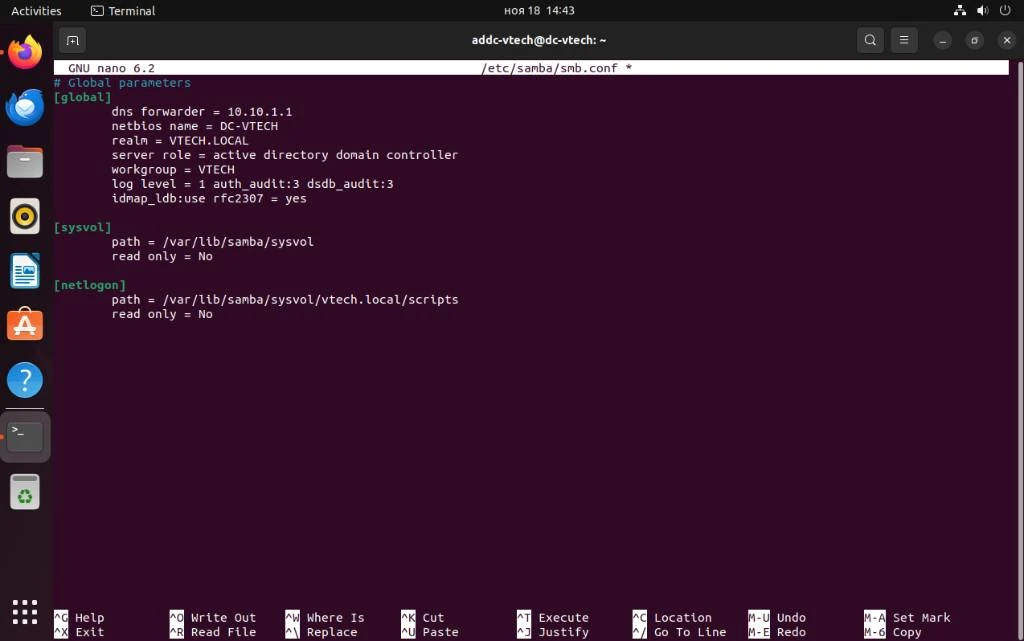 Activities Terminal ноя 18 14:43
addc-vtech@dc-vtech: ~
GNU nano 6.2 /etc/samba/smb.conf *
# Global parameters
[global]
dns forwarder = 10.10.1.1
netbios name = DC-VTECH
realm = VTECH.LOCAL
server role = active directory domain controller
workgroup = VTECH
log level = 1 auth_audit:3 dsdb_audit:3
idmap_ldb:use rfc2307 = yes
[sysvol]
path = /var/lib/samba/sysvol
read only = No
[netlogon]
path = /var/lib/samba/sysvol/vtech.local/scripts
read only = No
^G Help ^O Write Out ^W Where Is ^K Cut ^T Execute ^C Location M-U Undo M-A Set Mark
^X Exit ^R Read File ^\ Replace ^U Paste ^J Justify ^/ Go To Line M-E Redo M-6 Copy